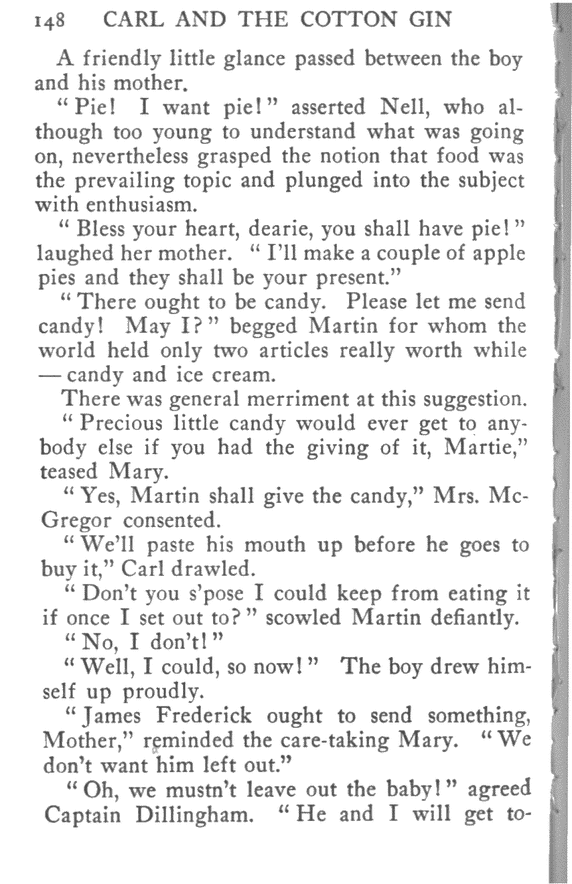 148 CARL AND THE COTTON GIN
A friendly little glance passed between the boy
and his mother.
“ Pie! I want pie! ” asserted Nell, who al-
though too young to understand what was going
on, nevertheless grasped the notion that food was
the prevailing topic and plunged into the subject
with enthusiasm.
“ Bless your heart, dearie, you shall have pie! ”
laughed her mother. “ I’ll make a couple of apple
pies and they shall be your present.”
“ There ought to be candy. Please let me send
candy! May I? ” begged Martin for whom the
world held only two articles really worth while
— candy and ice cream.
There was general merriment at this suggestion.
“ Precious little candy would ever get to any-
body else if you had the giving of it, Martie,”
teased Mary.
“ Yes, Martin shall give the candy,” Mrs. Mc-
Gregor consented.
“ We’ll paste his mouth up before he goes to
buy it,” Carl drawled.
“ Don’t you s’pose I could keep from eating it
if once I set out to? ” scowled Martin defiantly.
“ No, I don’t! ”
“ Well, I could, so now! ” The boy drew him-
self up proudly.
“ James Frederick ought to send something,
Mother,” reminded the care-taking Mary. “ We
don’t want him left out.”
“ Oh, we mustn’t leave out the baby! ” agreed
Captain Dillingham. “ He and I will get to-